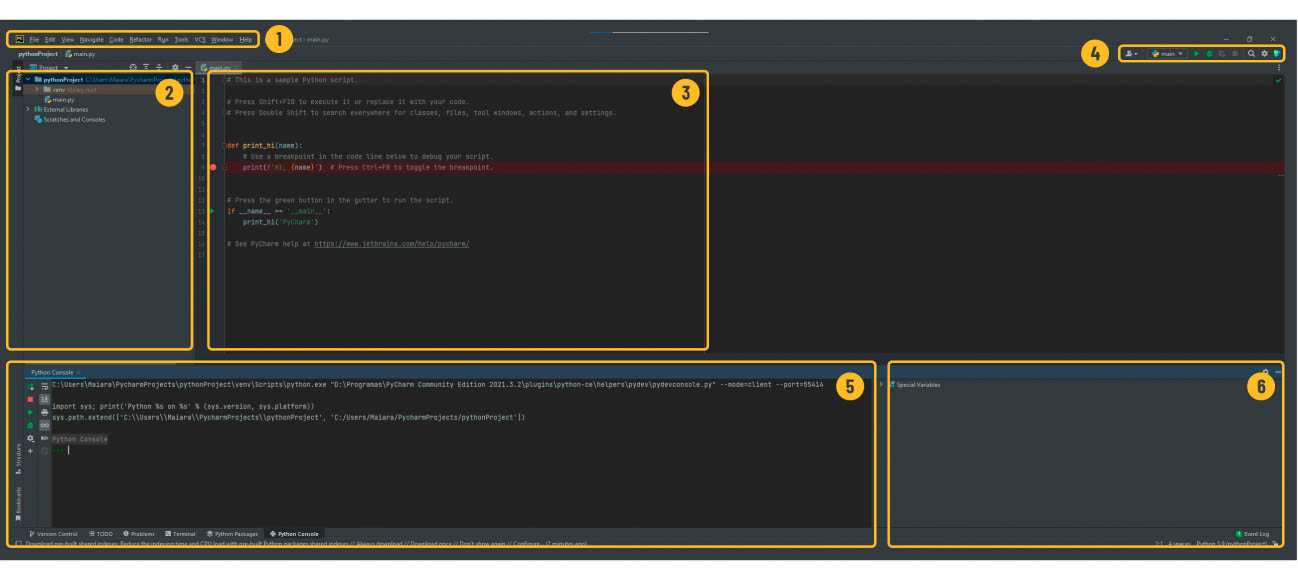 File Edit View Navigate Code Refactor Run Tools VCS Window Help
1
ect - main.py
pythonProject
main.py
4
main
Project
main.py
pythonProject C:\Users\Maiara\PycharmProjects\pytho
venv library root
main.py
External Libraries
Scratches and Consoles
2
3
1 # This is a sample Python script.
2
3 # Press Shift+F10 to execute it or replace it with your code.
4 # Press Double Shift to search everywhere for classes, files, tool windows, actions, and settings.
5
6
7 def print_hi(name):
8 # Use a breakpoint in the code line below to debug your script.
9 print(f'Hi, {name}') # Press Ctrl+F8 to toggle the breakpoint.
10
11
12 # Press the green button in the gutter to run the script.
13 if __name__ == '__main__':
14 print_hi('PyCharm')
15
16 # See PyCharm help at https://www.jetbrains.com/help/pycharm/
17
Project
Python Console
C:\Users\Maiara\PycharmProjects\pythonProject\venv\Scripts\python.exe "D:\Programas\PyCharm Community Edition 2021.3.2\plugins\python-ce\helpers\pydev\pydevconsole.py" --mode=client --port=55414
5
import sys; print('Python %s on %s' % (sys.version, sys.platform))
sys.path.extend(['C:\\Users\\Maiara\\PycharmProjects\\pythonProject', 'C:/Users/Maiara/PycharmProjects/pythonProject'])
Python Console
>>>
Special Variables
6
Structure
Bookmarks
Version Control TODO Problems Terminal Python Packages Python Console
Event Log
Download pre-built shared indexes: Reduce the indexing time and CPU load with pre-built Python packages shared indexes // Always download // Download once // Don't show again // Configure... (2 minutes ago)
1:1 4 spaces Python 3.9 (pythonProject)